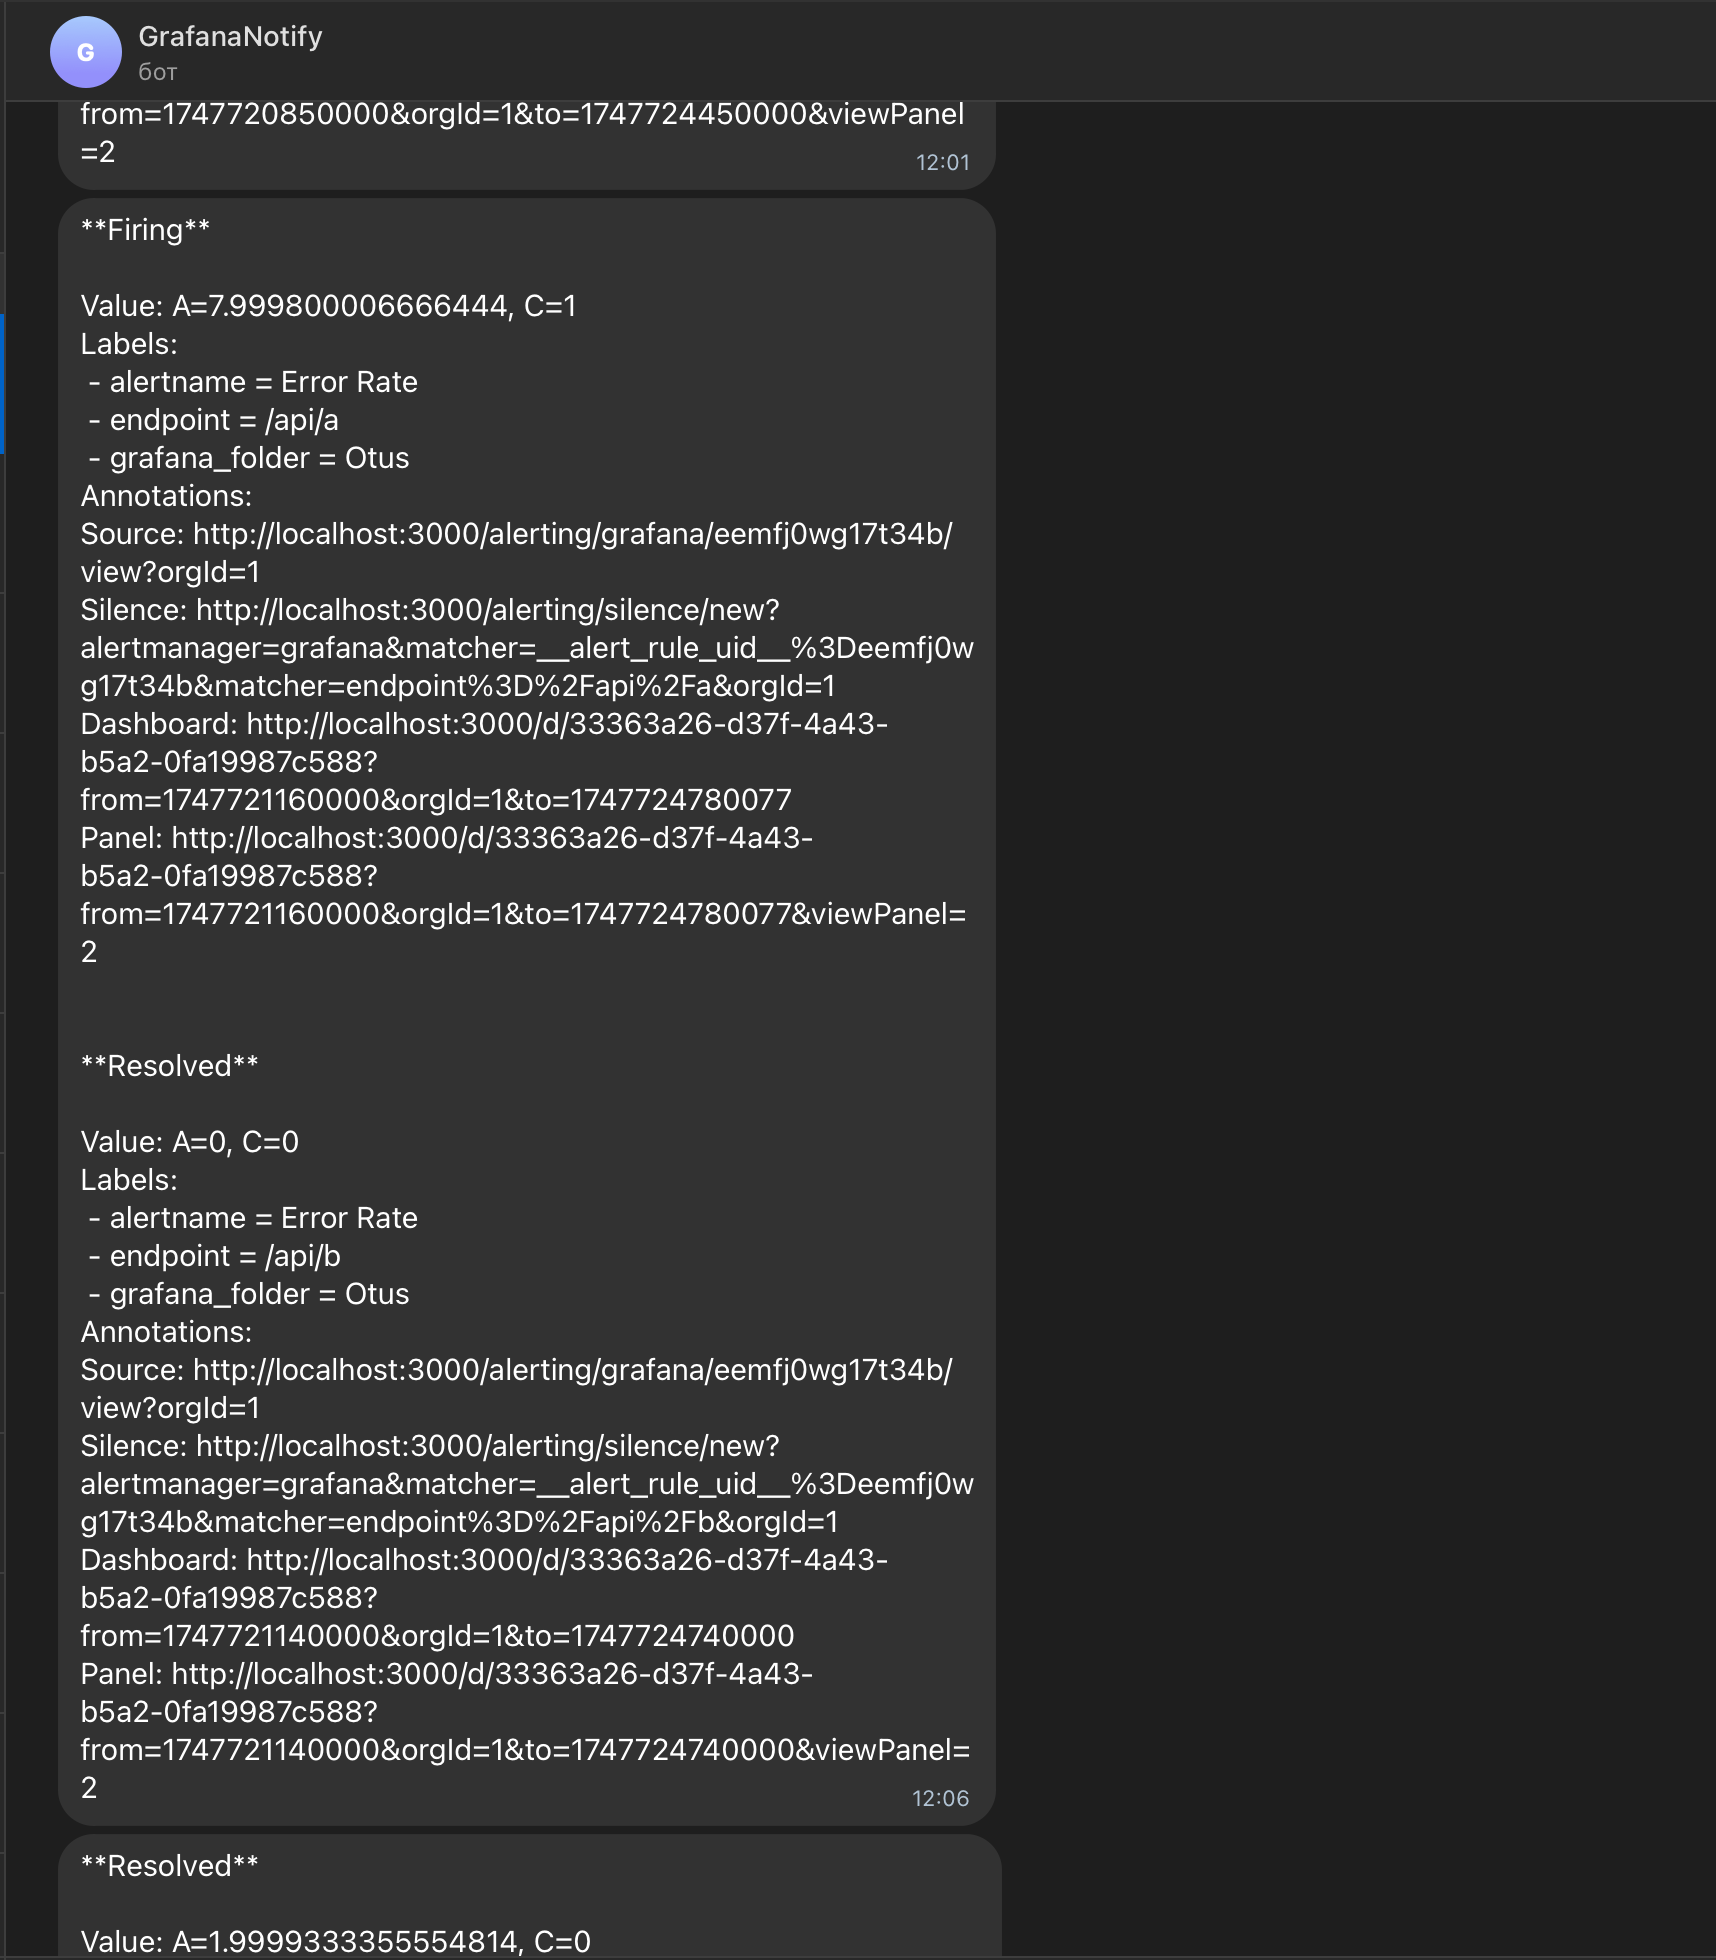 G
GrafanaNotify
бот
from=1747720850000&orgId=1&to=1747724450000&viewPanel
=2
12:01
**Firing**
Value: A=7.999800006666444, C=1
Labels:
- alertname = Error Rate
- endpoint = /api/a
- grafana_folder = Otus
Annotations:
Source: http://localhost:3000/alerting/grafana/eemfj0wg17t34b/
view?orgId=1
Silence: http://localhost:3000/alerting/silence/new?
alertmanager=grafana&matcher=__alert_rule_uid__%3Deemfj0w
g17t34b&matcher=endpoint%3D%2Fapi%2Fa&orgId=1
Dashboard: http://localhost:3000/d/33363a26-d37f-4a43-
b5a2-0fa19987c588?
from=1747721160000&orgId=1&to=1747724780077
Panel: http://localhost:3000/d/33363a26-d37f-4a43-
b5a2-0fa19987c588?
from=1747721160000&orgId=1&to=1747724780077&viewPanel=
2
**Resolved**
Value: A=0, C=0
Labels:
- alertname = Error Rate
- endpoint = /api/b
- grafana_folder = Otus
Annotations:
Source: http://localhost:3000/alerting/grafana/eemfj0wg17t34b/
view?orgId=1
Silence: http://localhost:3000/alerting/silence/new?
alertmanager=grafana&matcher=__alert_rule_uid__%3Deemfj0w
g17t34b&matcher=endpoint%3D%2Fapi%2Fb&orgId=1
Dashboard: http://localhost:3000/d/33363a26-d37f-4a43-
b5a2-0fa19987c588?
from=1747721140000&orgId=1&to=1747724740000
Panel: http://localhost:3000/d/33363a26-d37f-4a43-
b5a2-0fa19987c588?
from=1747721140000&orgId=1&to=1747724740000&viewPanel=
2
12:06
**Resolved**
Value: A=1.9999333355554814, C=0